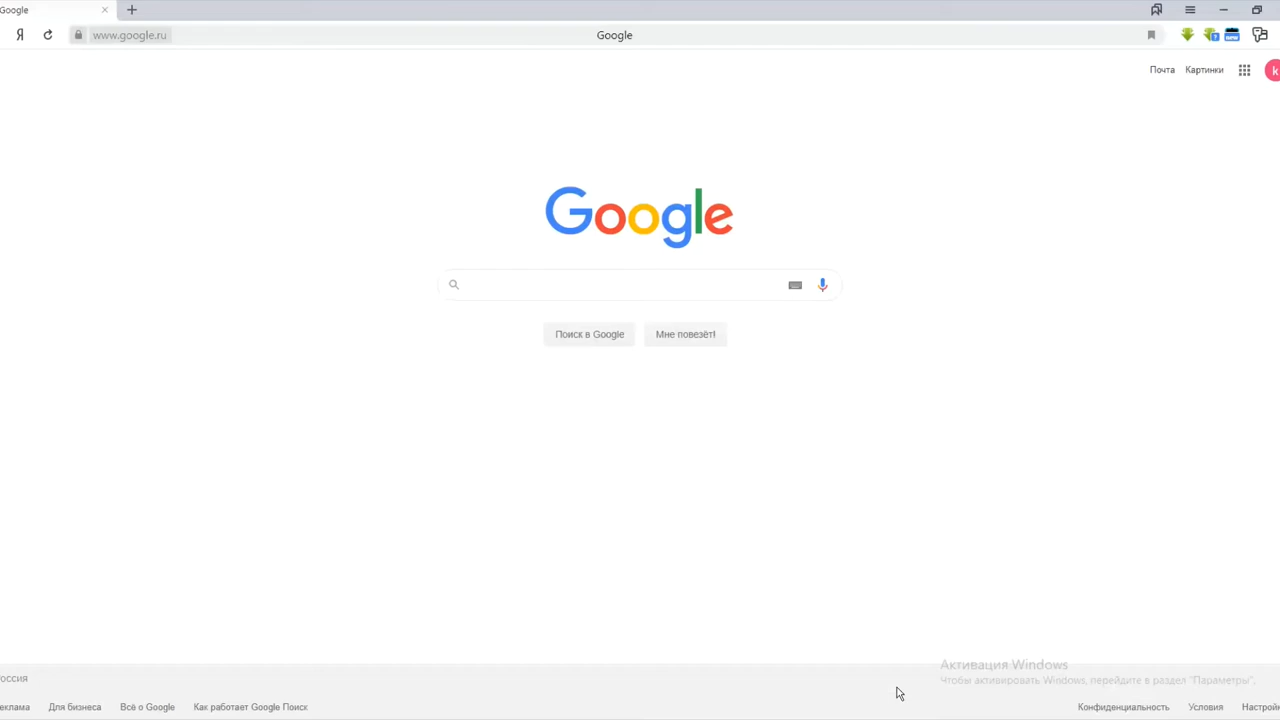 Google
Я www.google.ru Google
Почта Картинки k
Google
Поиск в Google Мне повезёт!
Активация Windows
Чтобы активировать Windows, перейдите в раздел "Параметры".
оссия
еклама Для бизнеса Всё о Google Как работает Google Поиск Конфиденциальность Условия Настрой